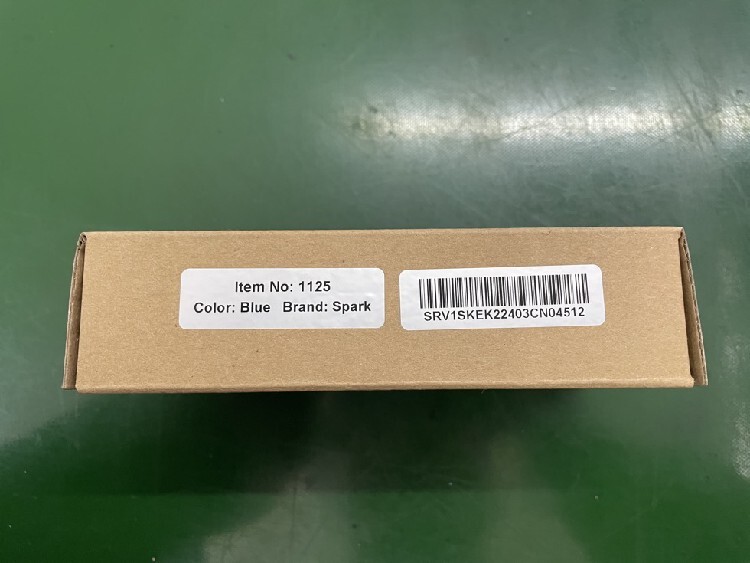 Item No: 1125
Color: Blue Brand: Spark
SRV1SKEK22403CN04512